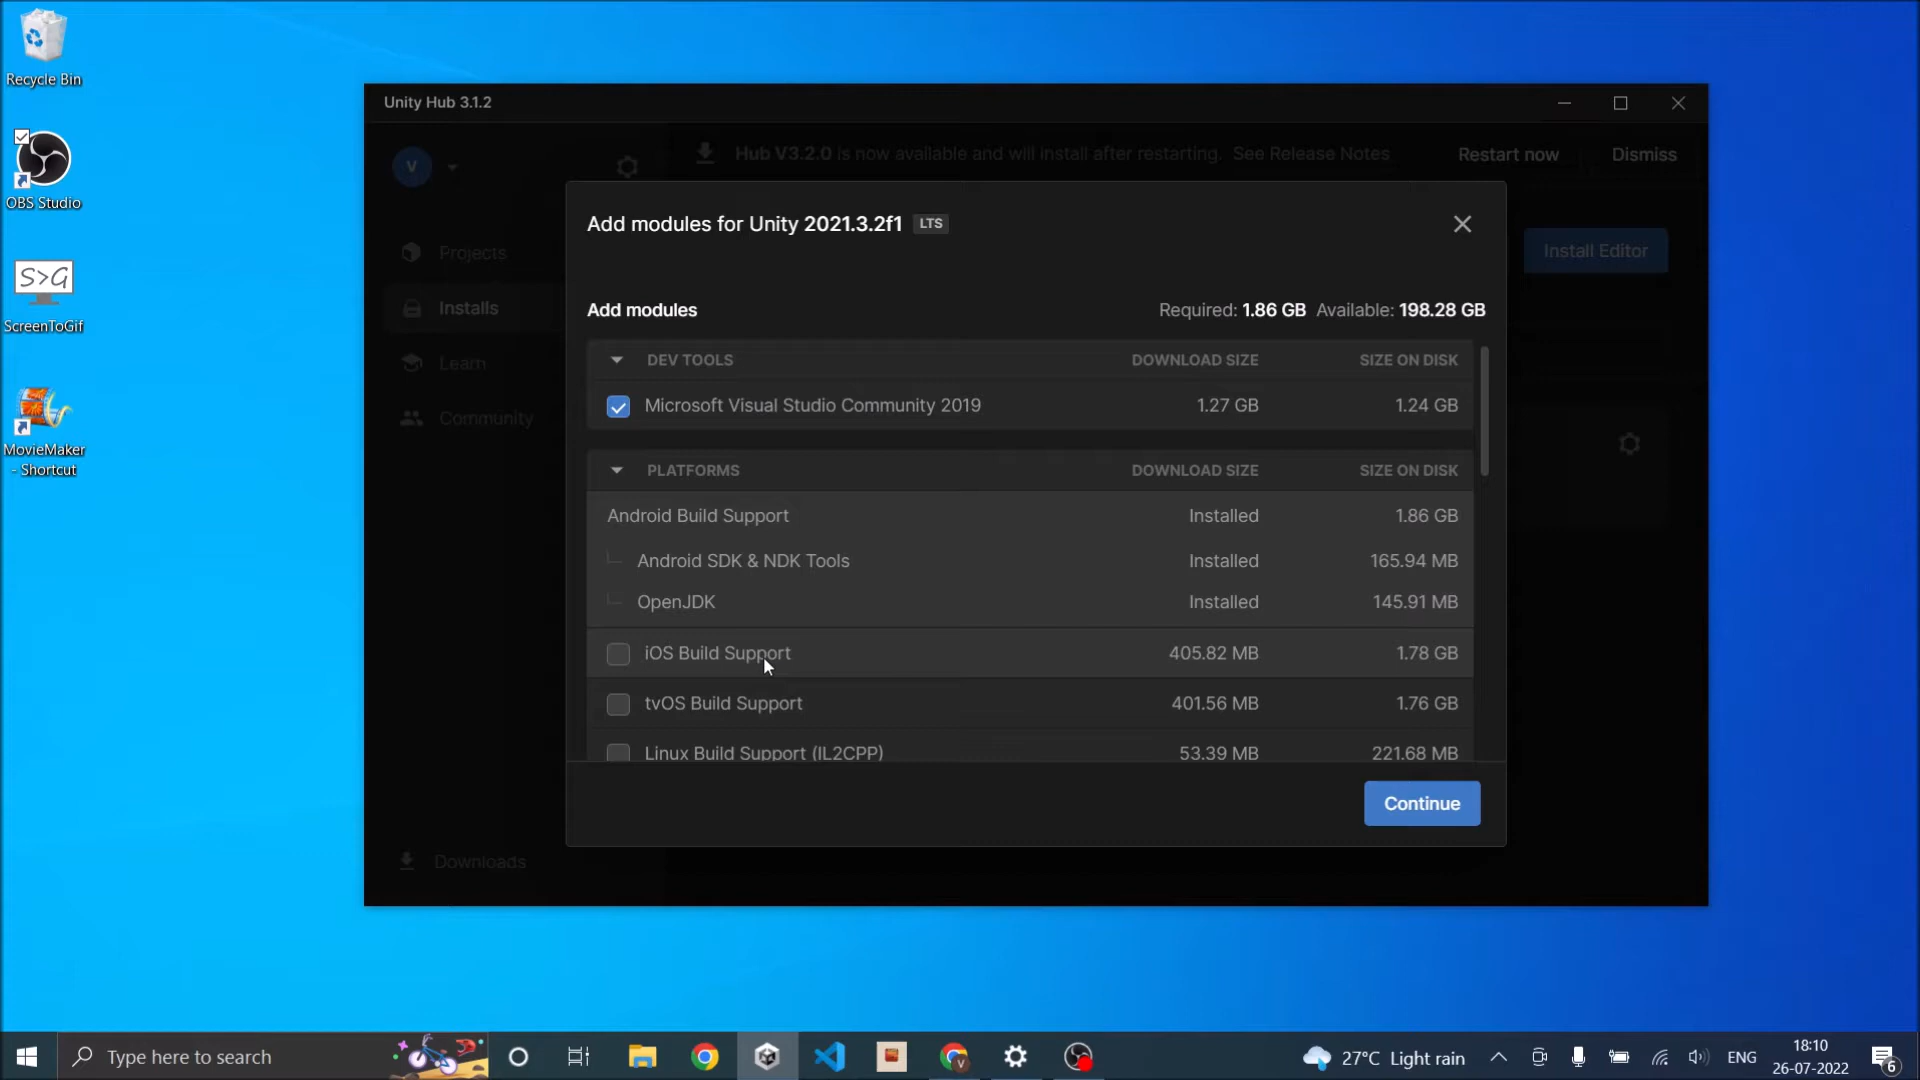 Recycle Bin
OBS Studio
S>G
ScreenToGif
MovieMaker
- Shortcut
Unity Hub 3.1.2
V
Hub V3.2.0 is now available and will install after restarting. See Release Notes
Restart now
Dismiss
Projects
Installs
Learn
Community
Downloads
Install Editor
Add modules for Unity 2021.3.2f1 LTS
Add modules
Required: 1.86 GB Available: 198.28 GB
DEV TOOLS DOWNLOAD SIZE SIZE ON DISK
Microsoft Visual Studio Community 2019 1.27 GB 1.24 GB
PLATFORMS DOWNLOAD SIZE SIZE ON DISK
Android Build Support Installed 1.86 GB
Android SDK & NDK Tools Installed 165.94 MB
OpenJDK Installed 145.91 MB
iOS Build Support 405.82 MB 1.78 GB
tvOS Build Support 401.56 MB 1.76 GB
Linux Build Support (IL2CPP) 53.39 MB 221.68 MB
Continue
Type here to search
27°C Light rain
ENG
18:10
26-07-2022
6